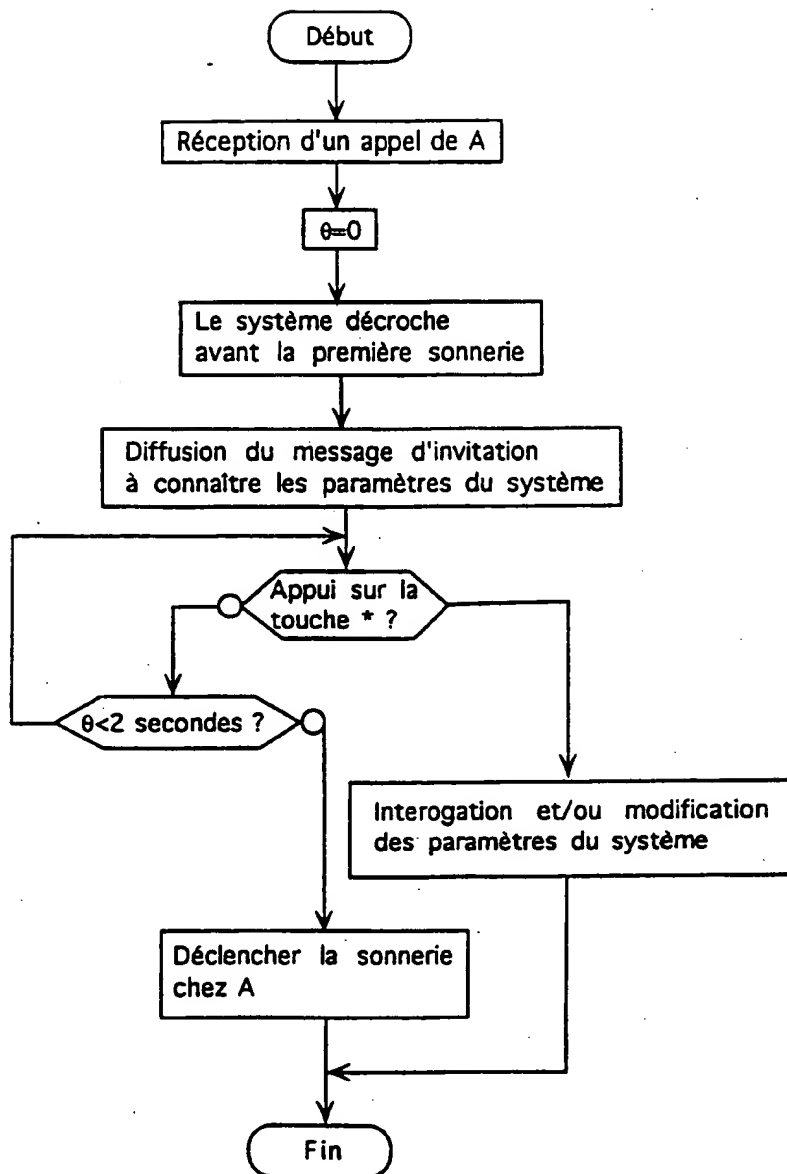 Début
Réception d'un appel de A
θ=0
Le système décroche
avant la première sonnerie
Diffusion du message d'invitation
à connaître les paramètres du système
Appui sur la
touche * ?
θ<2 secondes ?
Interogation et/ou modification
des paramètres du système
Déclencher la sonnerie
chez A
Fin